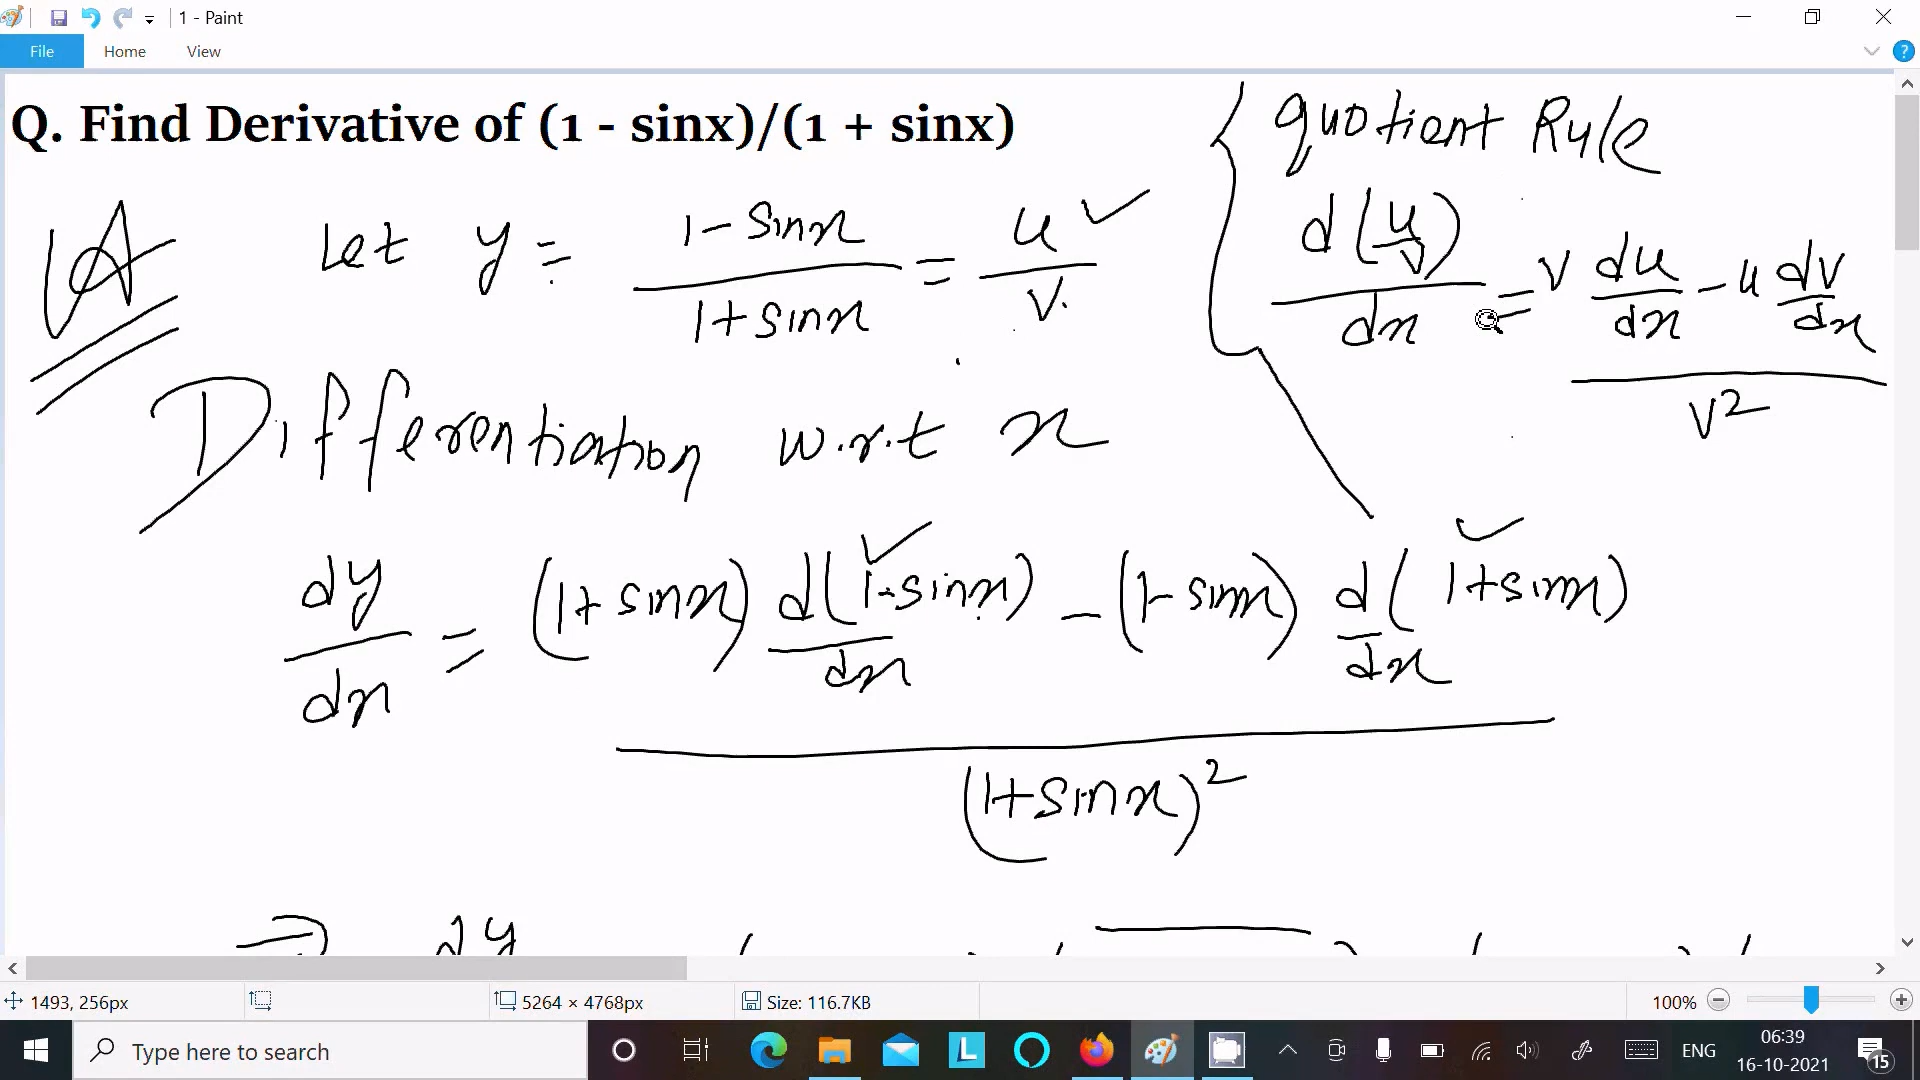 1 - Paint
File Home View
Q. Find Derivative of (1 - sinx)/(1 + sinx)
quotient Rule
Let y = (1 - sinx)/(1 + sinx) = u/v
d(u/v)/dx = (v du/dx - u dv/dx)/v²
Differentiation w.r.t x
dy/dx = ((1 + sinx) d(1 - sinx)/dx - (1 - sinx) d/dx (1 + sinx))/(1 + sinx)²
⇒ dy
1493, 256px 5264 × 4768px Size: 116.7KB 100%
Type here to search
L
ENG
06:39
16-10-2021
15